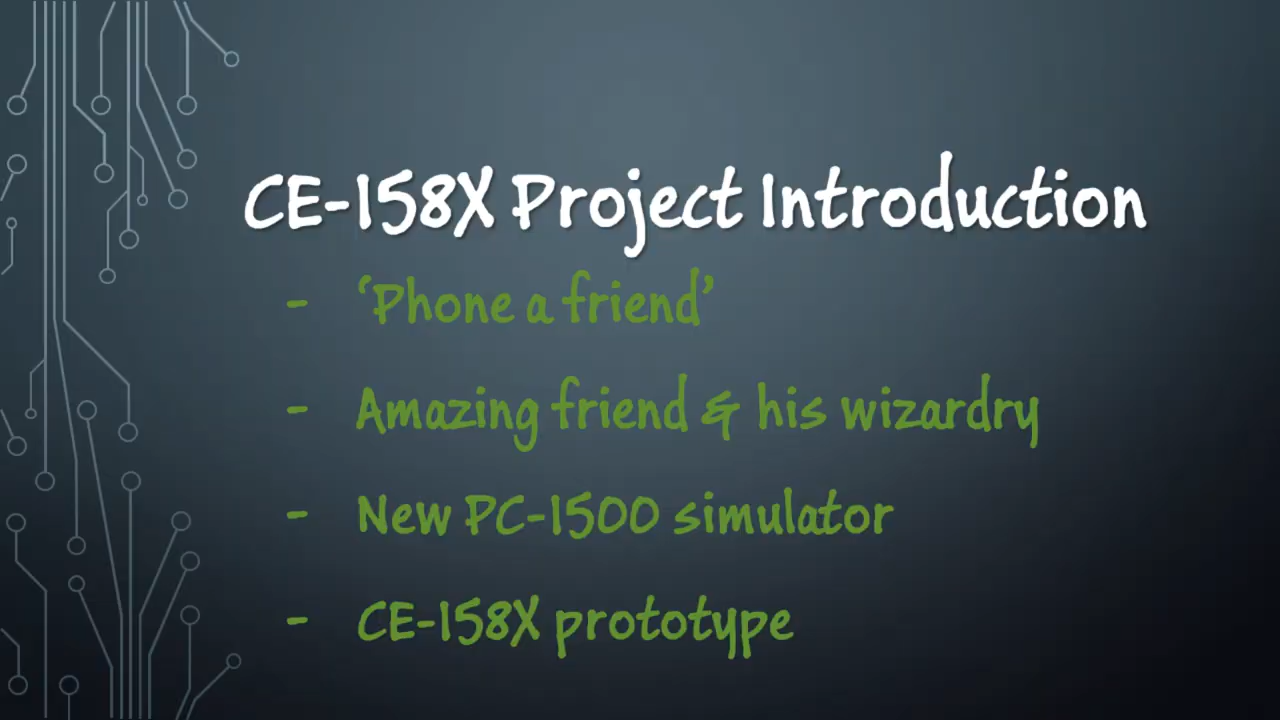 CE-158X Project Introduction
- ‘Phone a friend’
- Amazing friend & his wizardry
- New PC-1500 simulator
- CE-158X prototype